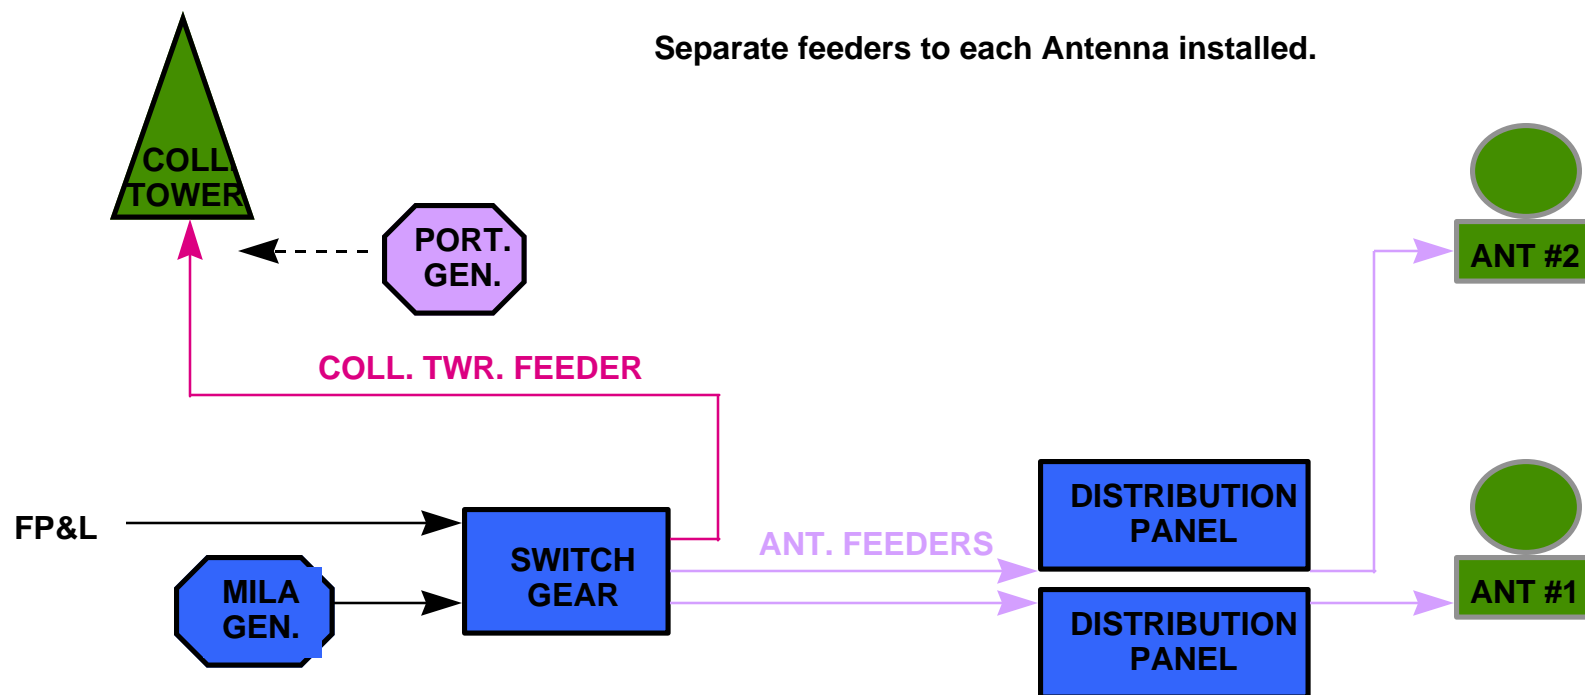 Separate feeders to each Antenna installed.
COLL.
TOWER
PORT.
GEN.
ANT #2
COLL. TWR. FEEDER
FP&L
MILA
GEN.
SWITCH
GEAR
ANT. FEEDERS
DISTRIBUTION
PANEL
DISTRIBUTION
PANEL
ANT #1